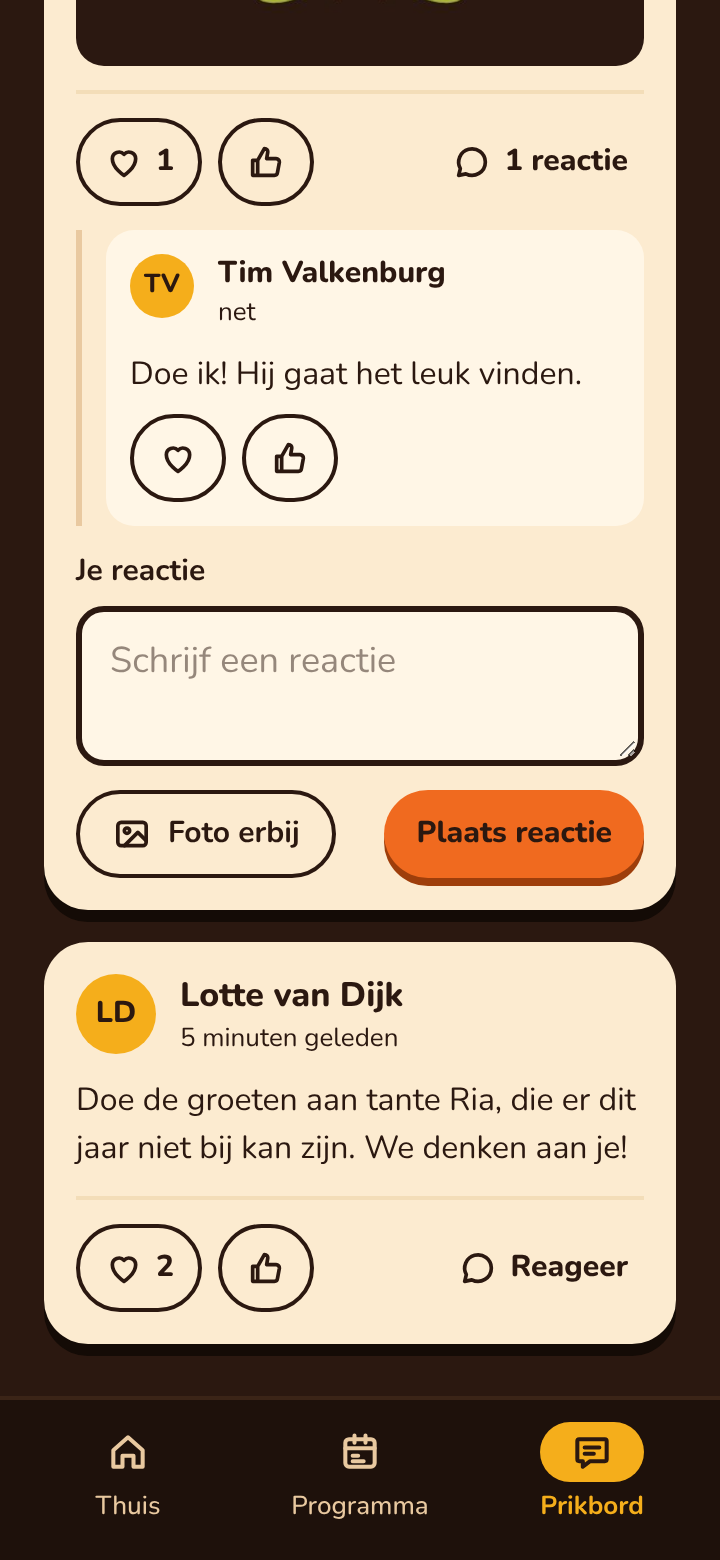 1
1 reactie
TV
Tim Valkenburg
net
Doe ik! Hij gaat het leuk vinden.
Je reactie
Schrijf een reactie
Foto erbij
Plaats reactie
LD
Lotte van Dijk
5 minuten geleden
Doe de groeten aan tante Ria, die er dit
jaar niet bij kan zijn. We denken aan je!
2
Reageer
Thuis
Programma
Prikbord